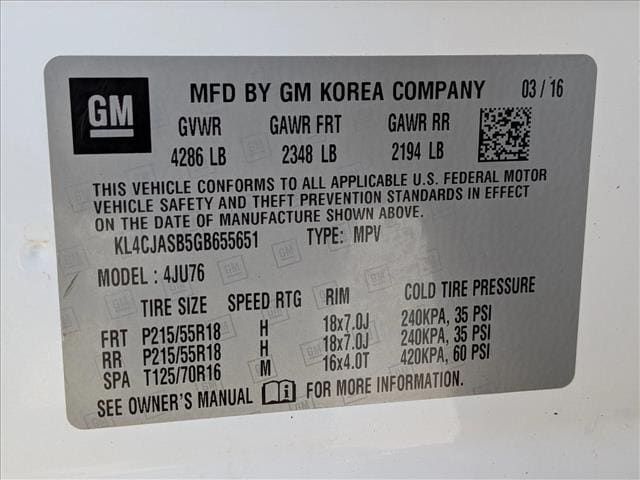 GM MFD BY GM KOREA COMPANY 03 / 16
GVWR GAWR FRT GAWR RR
4286 LB 2348 LB 2194 LB
THIS VEHICLE CONFORMS TO ALL APPLICABLE U.S. FEDERAL MOTOR
VEHICLE SAFETY AND THEFT PREVENTION STANDARDS IN EFFECT
ON THE DATE OF MANUFACTURE SHOWN ABOVE.
KL4CJASB5GB655651 TYPE: MPV
MODEL : 4JU76
TIRE SIZE SPEED RTG RIM COLD TIRE PRESSURE
FRT P215/55R18 H 18x7.0J 240KPA, 35 PSI
RR P215/55R18 H 18x7.0J 240KPA, 35 PSI
SPA T125/70R16 M 16x4.0T 420KPA, 60 PSI
SEE OWNER'S MANUAL i FOR MORE INFORMATION.